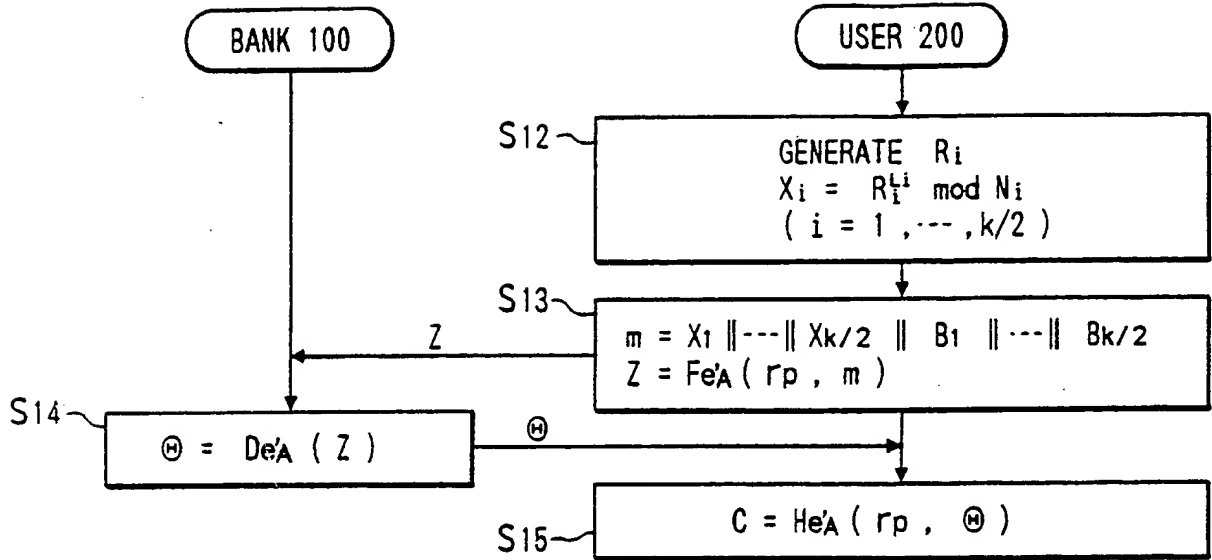 BANK 100
USER 200
S12
GENERATE Ri
Xi = Ri^Li mod Ni
( i = 1 , ··· , k/2 )
S13
m = X1 ‖···‖ Xk/2 ‖ B1 ‖···‖ Bk/2
Z = Fe'A ( rp , m )
Z
S14
Θ = De'A ( Z )
Θ
C = He'A ( rp , Θ )
S15